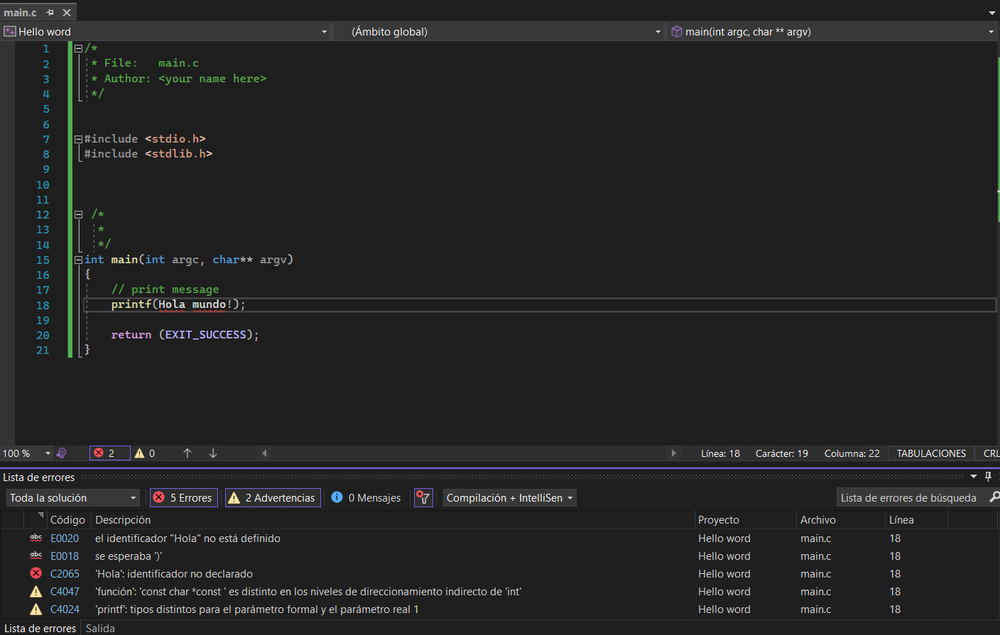 main.c
Hello word (Ámbito global) main(int argc, char ** argv)
1 /*
2 * File:   main.c
3 * Author: <your name here>
4 */
5
6
7 #include <stdio.h>
8 #include <stdlib.h>
9
10
11
12 /*
13 *
14 */
15 int main(int argc, char** argv)
16 {
17 // print message
18 printf(Hola mundo!);
19
20 return (EXIT_SUCCESS);
21 }
100 % 2 0 Línea: 18 Carácter: 19 Columna: 22 TABULACIONES CRL
Lista de errores
Toda la solución 5 Errores 2 Advertencias 0 Mensajes Compilación + IntelliSen Lista de errores de búsqueda
Código Descripción Proyecto Archivo Línea
abc E0020 el identificador "Hola" no está definido Hello word main.c 18
abc E0018 se esperaba ')' Hello word main.c 18
C2065 'Hola': identificador no declarado Hello word main.c 18
C4047 'función': 'const char *const ' es distinto en los niveles de direccionamiento indirecto de 'int' Hello word main.c 18
C4024 'printf': tipos distintos para el parámetro formal y el parámetro real 1 Hello word main.c 18
Lista de errores Salida